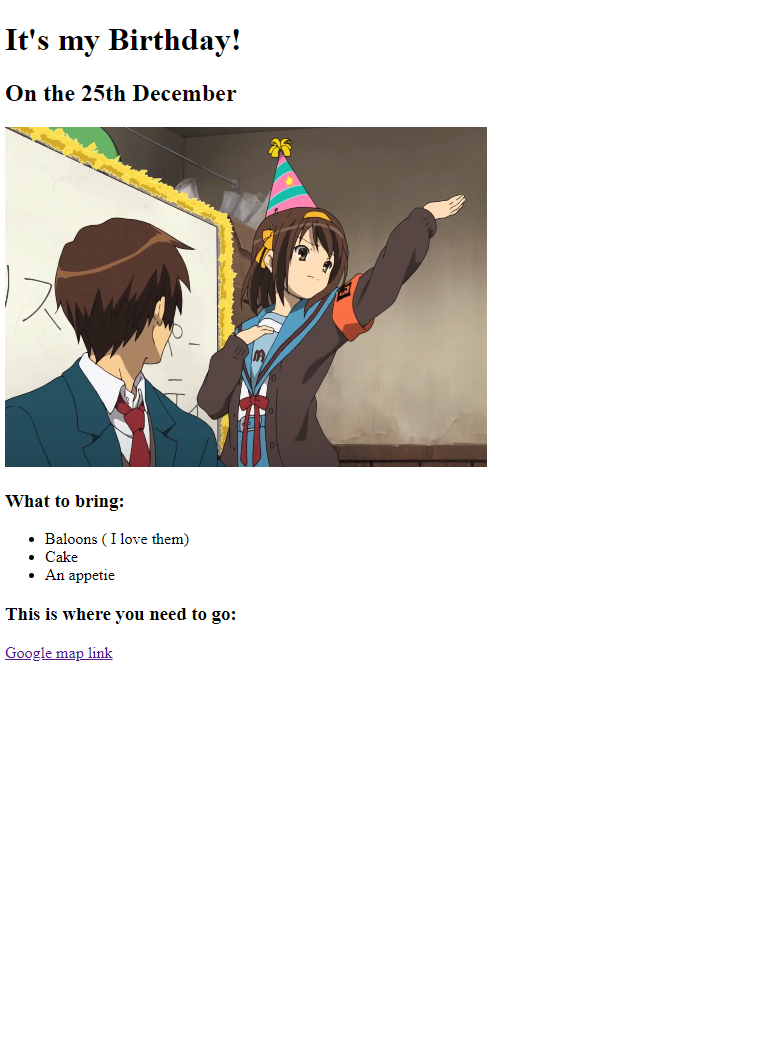 It's my Birthday!
On the 25th December
ス
What to bring:
Baloons ( I love them)
Cake
An appetie
This is where you need to go:
Google map link